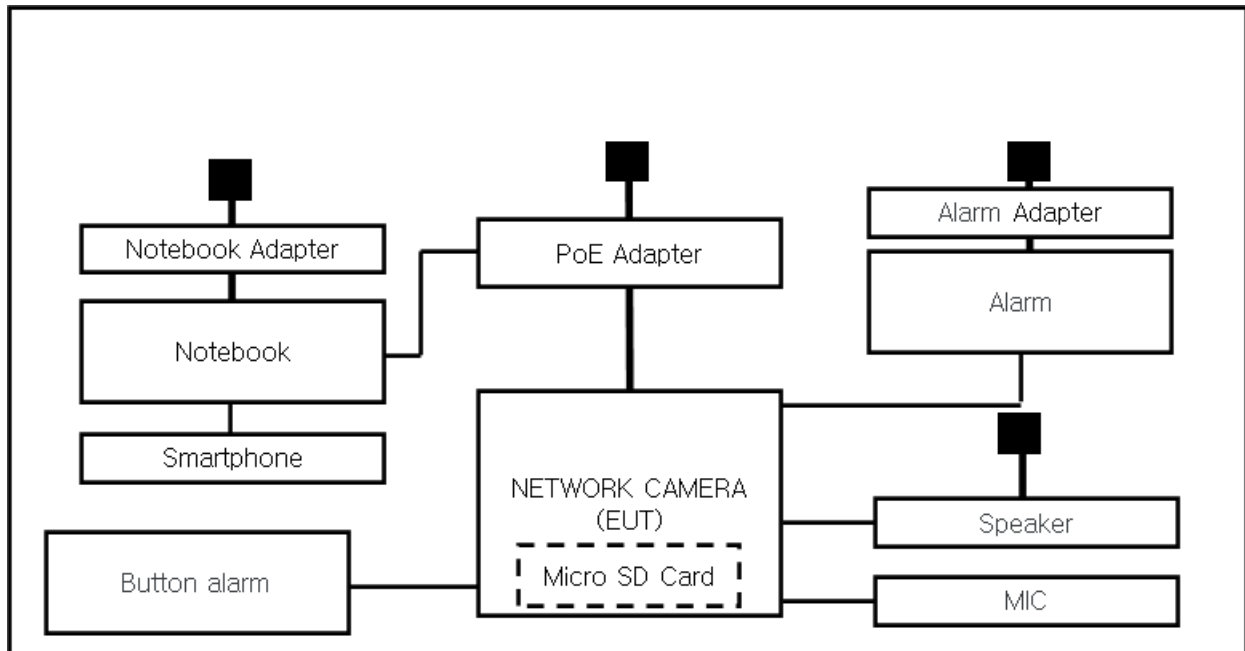 Alarm Adapter
Notebook Adapter
PoE Adapter
Alarm
Notebook
Smartphone
NETWORK CAMERA
(EUT)
Speaker
Micro SD Card
Button alarm
MIC